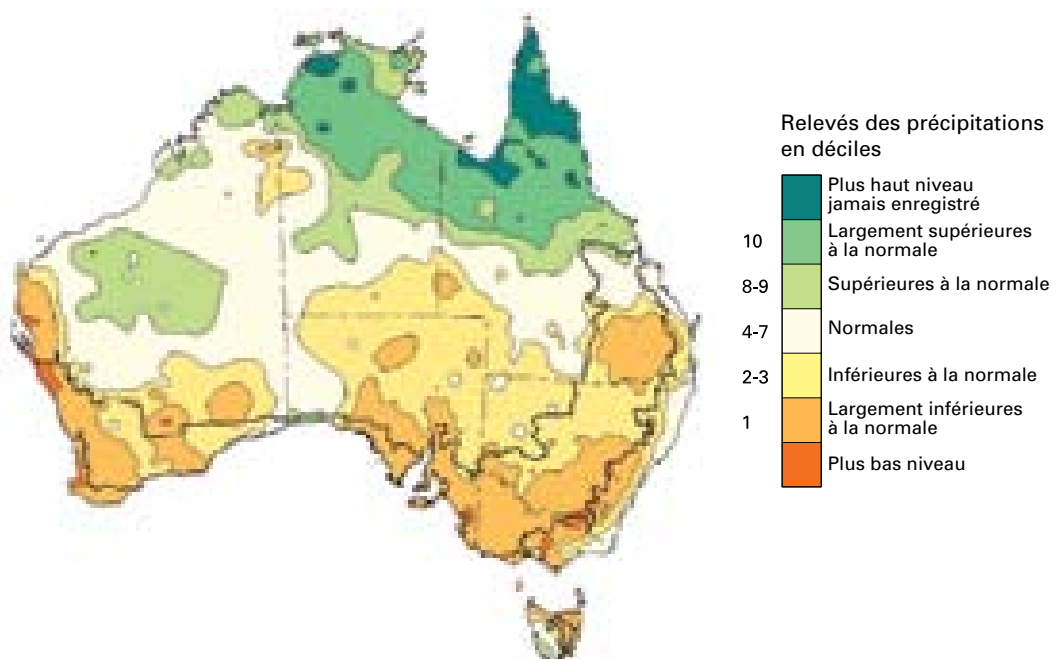 Relevés des précipitations
en déciles
Plus haut niveau
jamais enregistré
10
Largement supérieures
à la normale
8-9
Supérieures à la normale
4-7
Normales
2-3
Inférieures à la normale
1
Largement inférieures
à la normale
Plus bas niveau